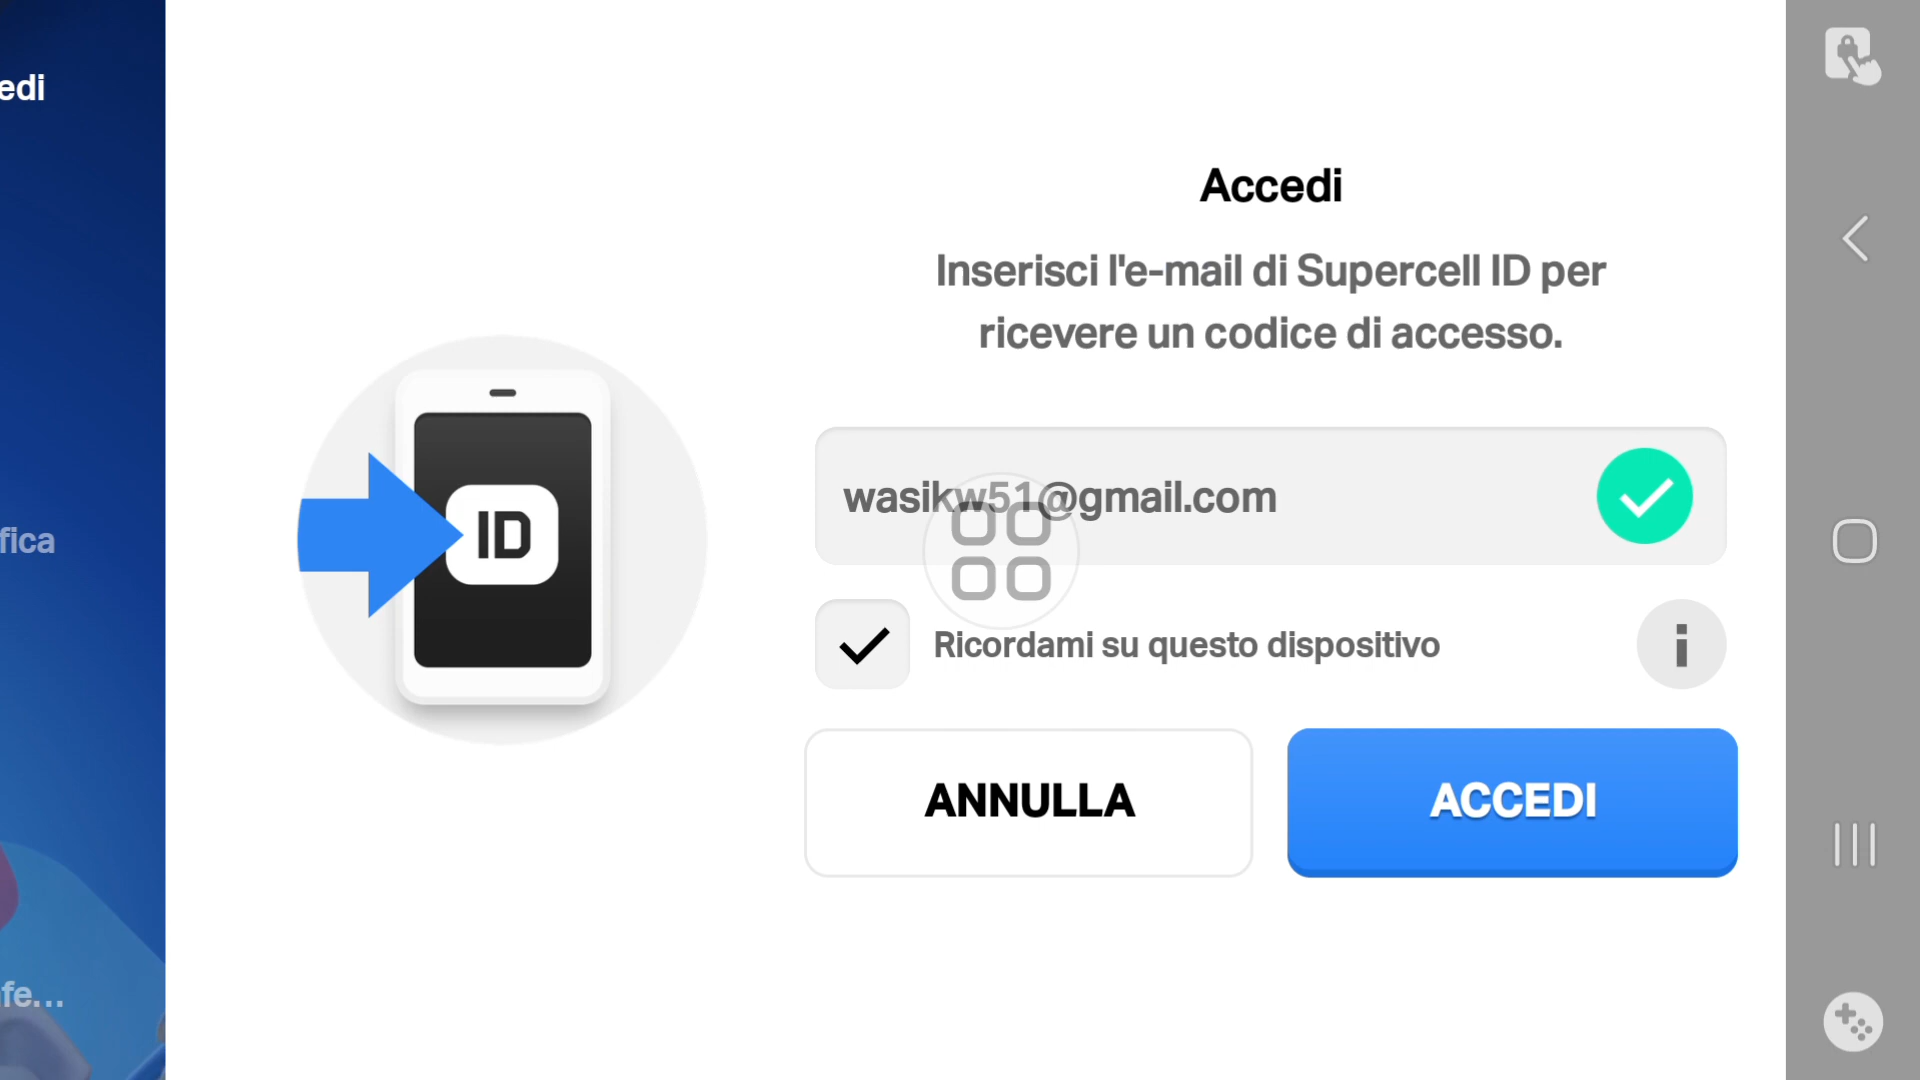 edi
Accedi
Inserisci l'e-mail di Supercell ID per
ricevere un codice di accesso.
ID
wasikw51@gmail.com
fica
Ricordami su questo dispositivo
ANNULLA
ACCEDI
fe...